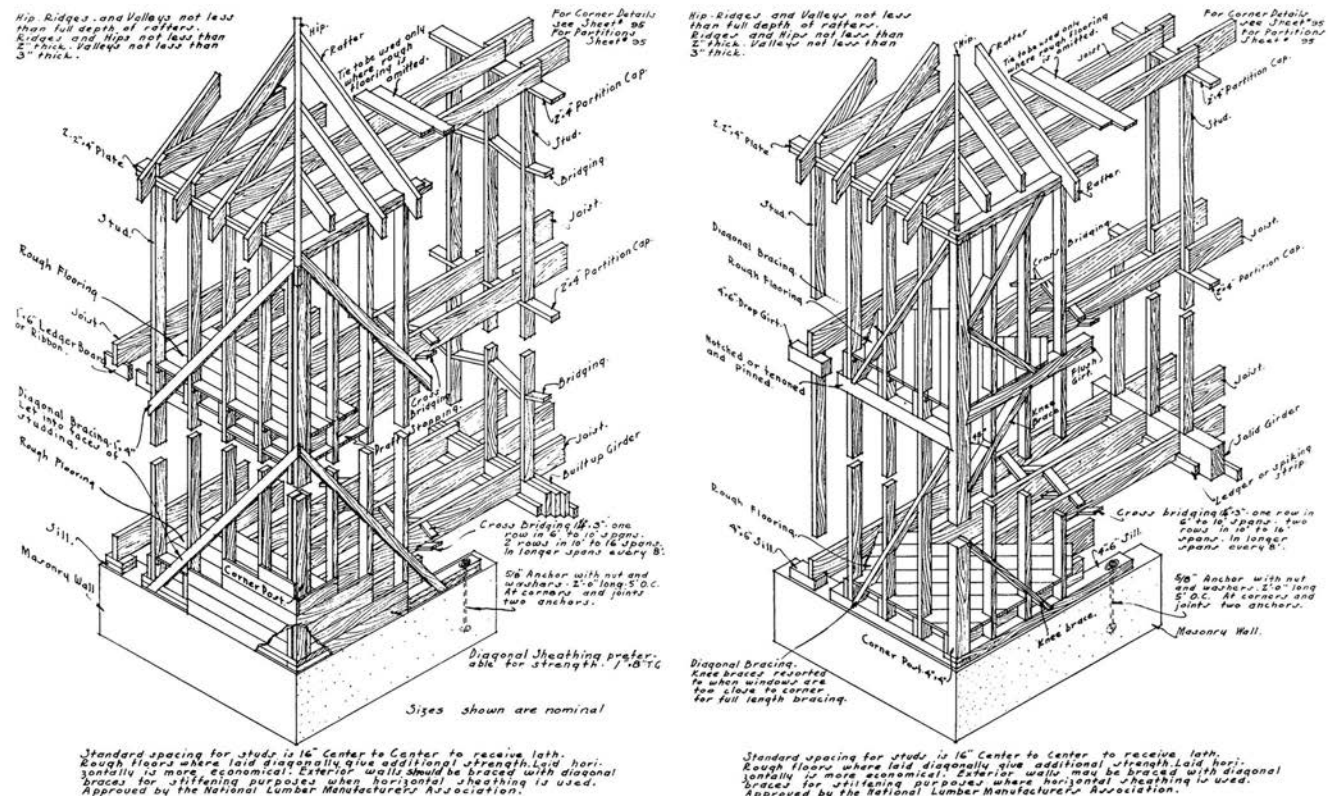 Hip-Ridges and Valleys not less
than full depth of rafters.
Ridges and Hips not less than
2" thick. Valleys not less than
3" thick.
For Corner Details
see Sheet # 95
For Partitions
Sheet # 95
Hip.
Rafter
Tie to be used only
where rough
flooring is
omitted.
2"x4" Partition Cap.
Stud.
Bridging
2-2"x4" Plate
Stud.
Joist.
Rough Flooring
2"x4" Partition Cap.
Joist.
1"x6" Ledger Board
or Ribbon.
Bridging
Cross
Bridging
Draft Stopping.
Diagonal Bracing. 1"x4"
Let into faces of
studding.
Joist.
Built up Girder
Rough Flooring
Cross Bridging 1¼"x3"- one
row in 6' to 10' spans.
2 rows in 10' to 16' spans.
In longer spans every 8'.
Sill.
Masonry Wall
Corner Post.
5/8" Anchor with nut and
washers - 2'-0" long - 5' O.C.
At corners and joints
two anchors.
Diagonal Sheathing prefer-
able for strength. 1"x8" T.C
Sizes shown are nominal
Standard spacing for studs is 16" Center to Center to receive lath.
Rough floors where laid diagonally give additional strength. Laid hori-
zontally is more economical. Exterior walls should be braced with diagonal
braces for stiffening purposes when horizontal sheathing is used.
Approved by the National Lumber Manufacturers Association.
Hip-Ridges and Valleys not less
than full depth of rafters.
Ridges and Hips not less than
2" thick. Valleys not less than
3" thick.
For Corner Details
see Sheet # 95
For Partitions
Sheet # 95
Hip.
Rafter
Tie to be used only
where rough flooring
is
omitted.
Joist
2"x4" Partition Cap.
Stud.
2-2"x4" Plate
Rafter.
Stud.
Diagonal Bracing.
Cross Bridging.
Joist.
Rough Flooring
2"x4" Partition Cap.
4"x6" Drop Girt.
Notched or tenoned
and pinned.
Flush
Girt.
Joist.
Knee
Brace
Solid Girder
Ledger or spiking
strip.
Rough Flooring
Cross bridging 1¼"x3"- one row in
6' to 10' spans. two
rows in 10' to 16'
spans. In longer
spans every 8'.
4"x6" Sill.
4"x6" Sill.
5/8" Anchor with nut
and washers. 2'-0" long
5' O.C. At corners and
joints two anchors.
Knee brace.
Masonry Wall.
Corner Post 4"x4"
Diagonal Bracing.
Knee braces resorted
to when windows are
too close to corner
for full length bracing.
Standard spacing for studs is 16" Center to Center to receive lath.
Rough floors where laid diagonally give additional strength. Laid hori-
zontally is more economical. Exterior walls may be braced with diagonal
braces for stiffening purposes where horizontal sheathing is used.
Approved by the National Lumber Manufacturers Association.